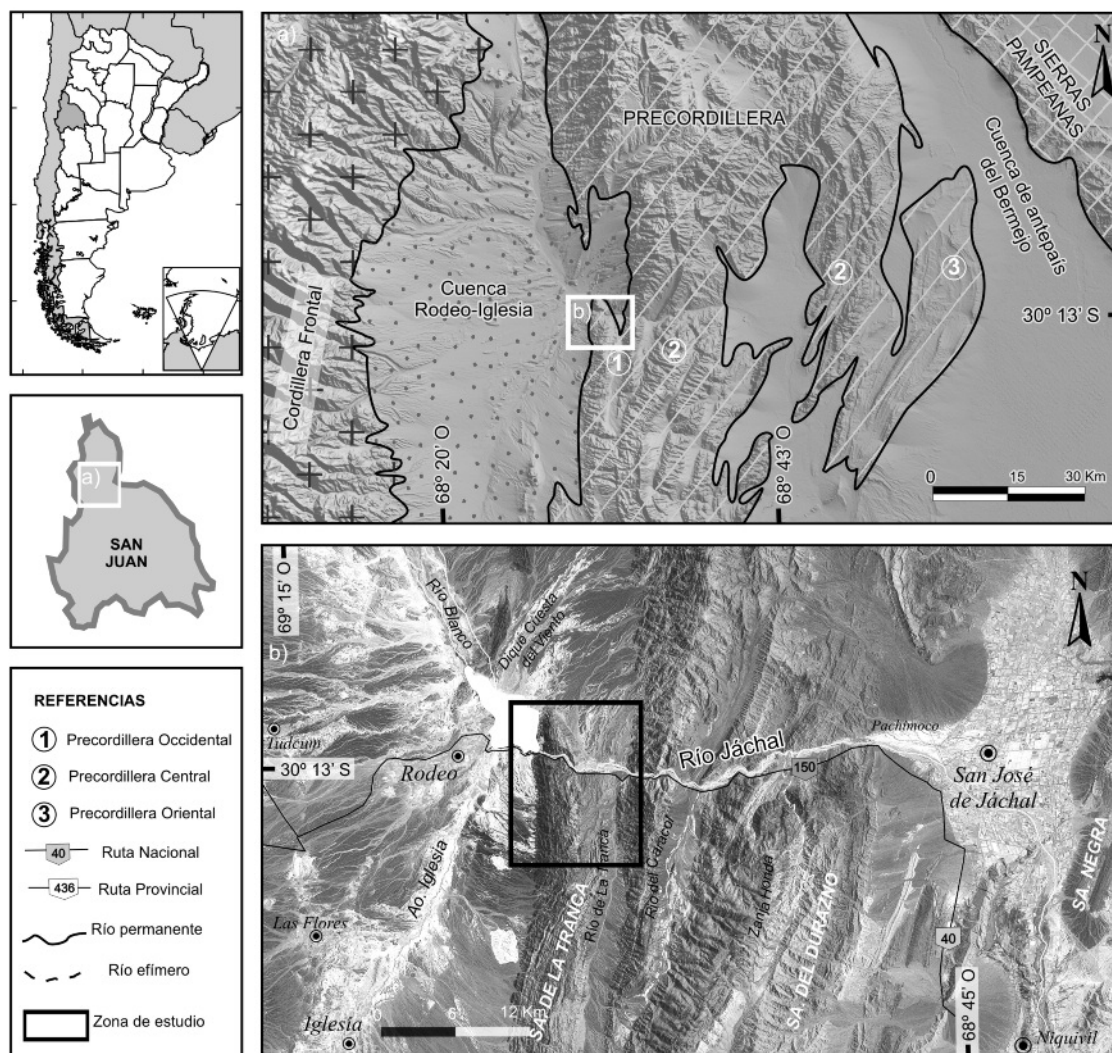 a)
SAN
JUAN
REFERENCIAS
1 Precordillera Occidental
2 Precordillera Central
3 Precordillera Oriental
40 Ruta Nacional
436 Ruta Provincial
Río permanente
Río efímero
Zona de estudio
a)
N
SIERRAS
PAMPEANAS
PRECORDILLERA
Cuenca de antepaís
del Bermejo
Cuenca
Rodeo-Iglesia
Cordillera Frontal
b)
1
2
2
3
30º 13’ S
68º 20’ O
68º 43’ O
0 15 30 Km
b)
69º 15’ O
N
Río Blanco
Dique Cuesta
del Viento
Tudcum
30º 13’ S
Rodeo
Río Jáchal
150
Pachimoco
San José
de Jáchal
Ao. Iglesia
Las Flores
Iglesia
SA. DE LA TRANCA
Río de La Tranca
Río del Caracol
Zanja Honda
SA. DEL DURAZNO
SA. NEGRA
40
68º 45’ O
Niquivil
0 6 12 Km